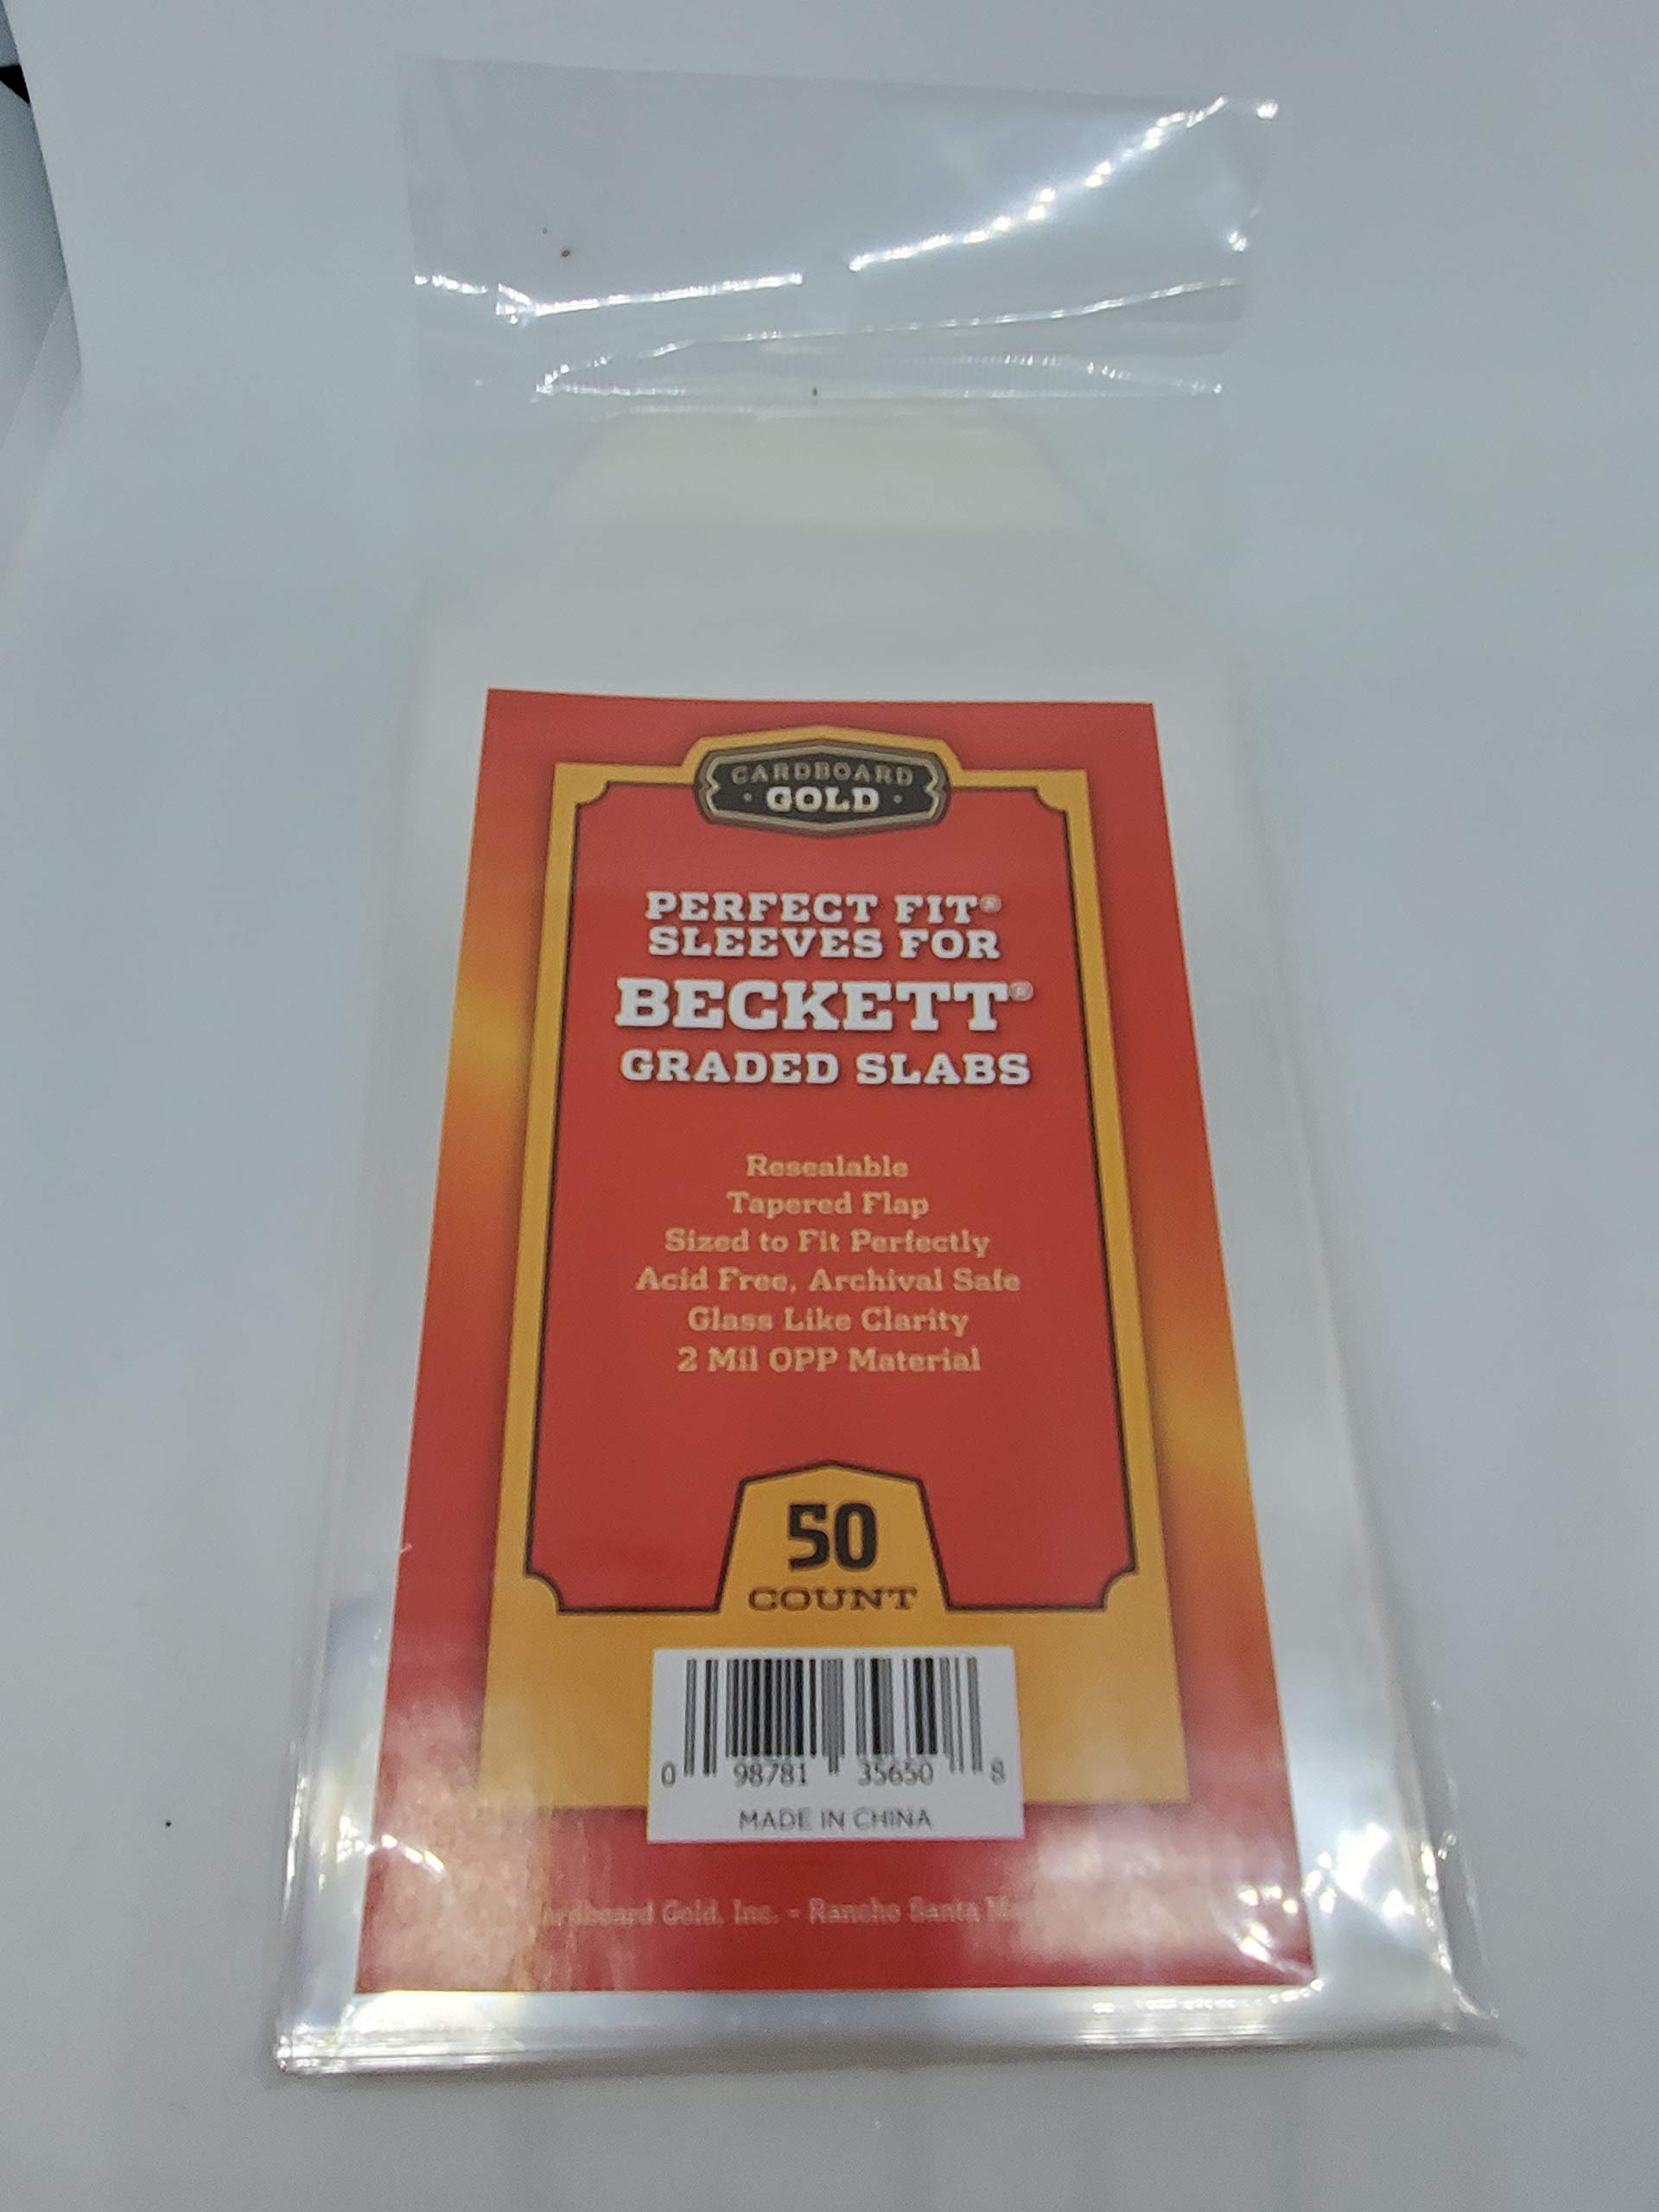 CARDBOARD
· GOLD ·
PERFECT FIT®
SLEEVES FOR
BECKETT®
GRADED SLABS
Resealable
Tapered Flap
Sized to Fit Perfectly
Acid Free, Archival Safe
Glass Like Clarity
2 Mil OPP Material
50
COUNT
0 98781 35650 8
MADE IN CHINA
Gold, Inc. - Rancho Santa